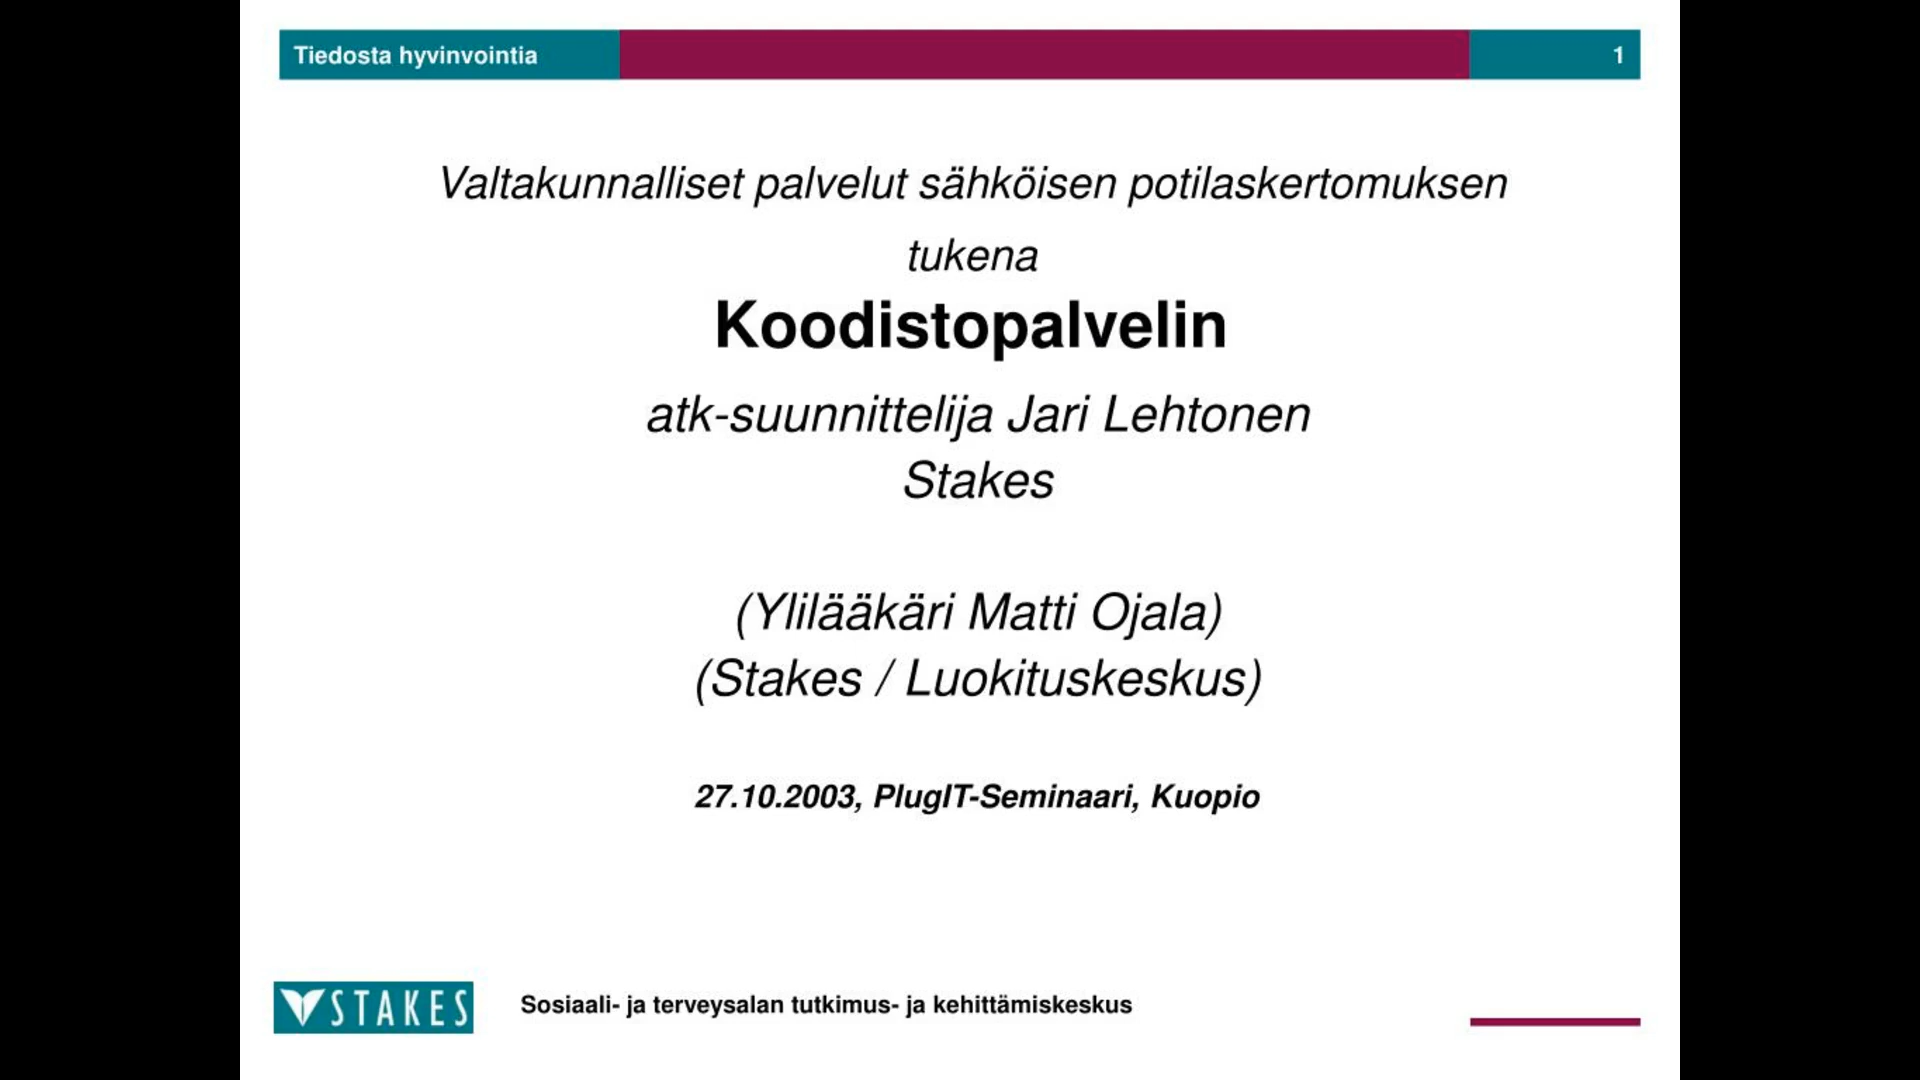 Tiedosta hyvinvointia
1
Valtakunnalliset palvelut sähköisen potilaskertomuksen
tukena
Koodistopalvelin
atk-suunnittelija Jari Lehtonen
Stakes
(Ylilääkäri Matti Ojala)
(Stakes / Luokituskeskus)
27.10.2003, PlugIT-Seminaari, Kuopio
STAKES
Sosiaali- ja terveysalan tutkimus- ja kehittämiskeskus